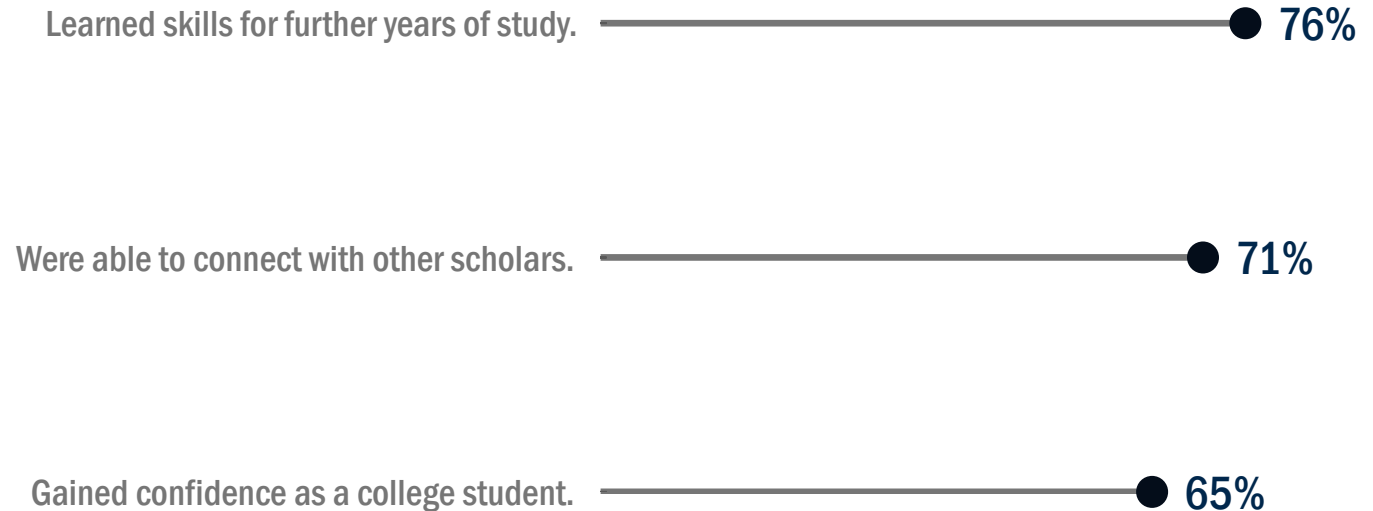 Learned skills for further years of study. 76%
Were able to connect with other scholars. 71%
Gained confidence as a college student. 65%